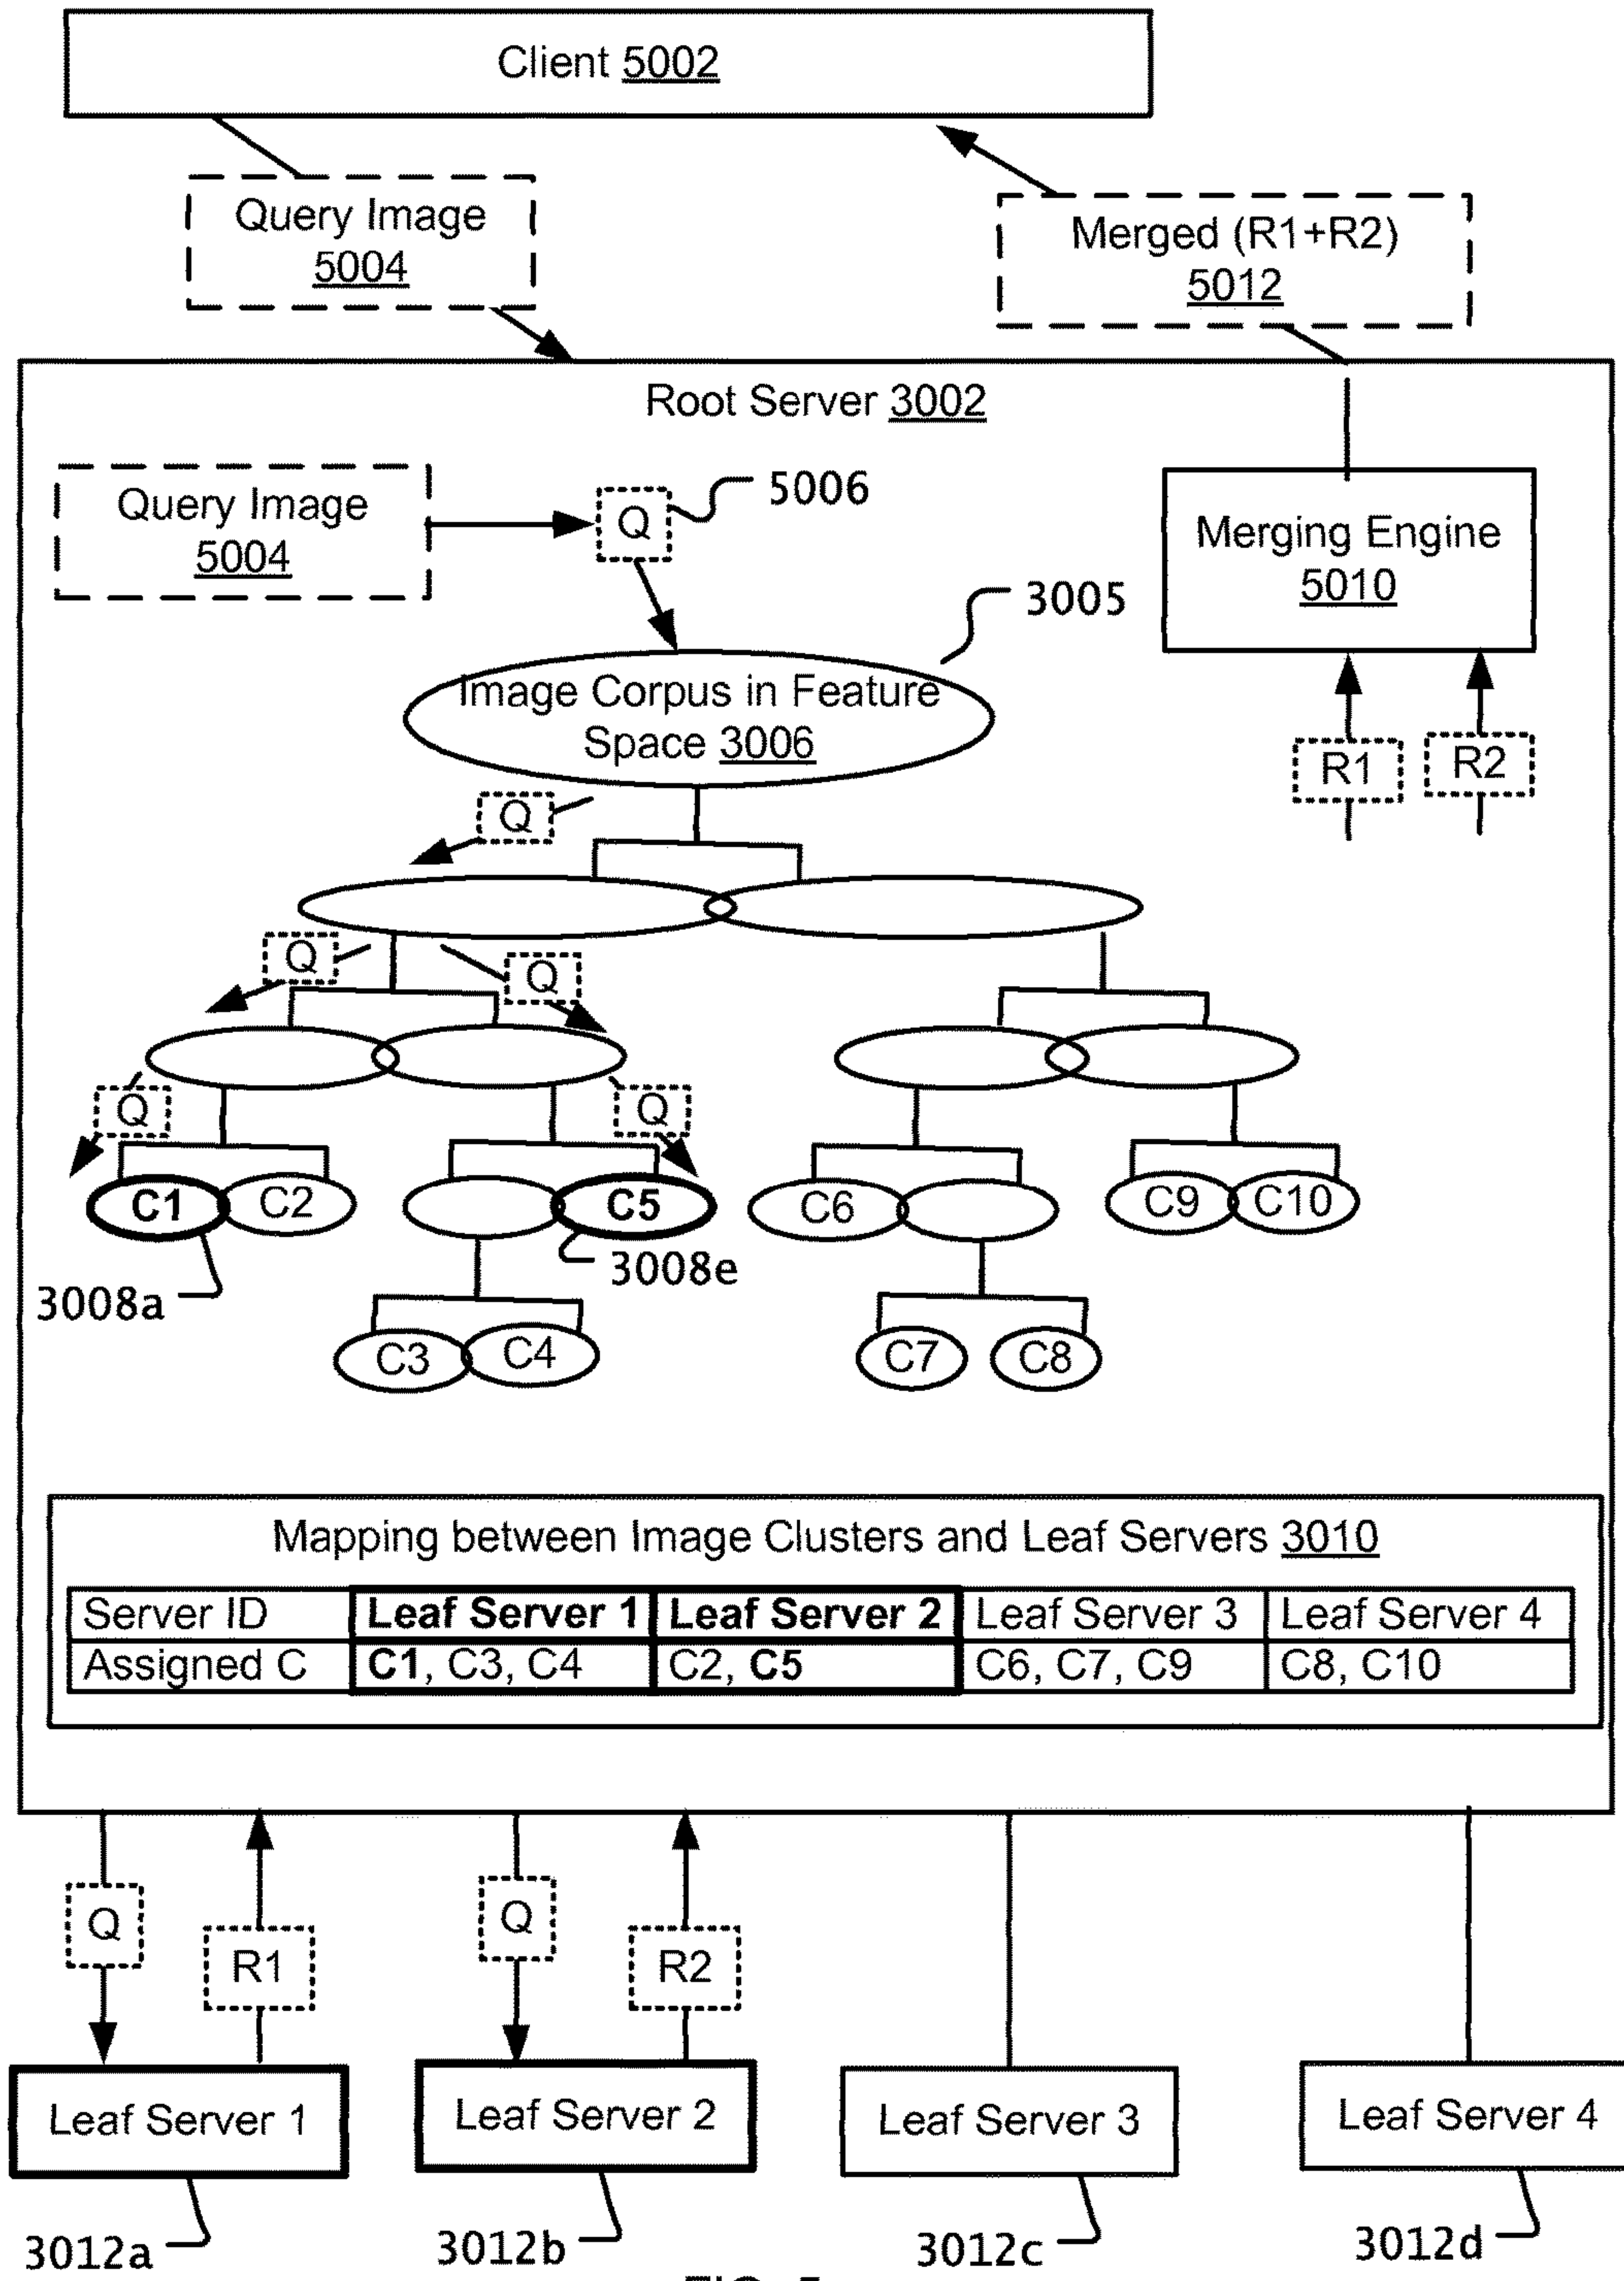 Client 5002
Query Image
5004
Merged (R1+R2)
5012
Root Server 3002
Query Image
5004
Q
5006
Merging Engine
5010
3005
Image Corpus in Feature
Space 3006
R1
R2
Q
Q
Q
Q
Q
C1
C2
C5
C6
C9
C10
3008a
3008e
C3
C4
C7
C8
Mapping between Image Clusters and Leaf Servers 3010
Server ID Leaf Server 1 Leaf Server 2 Leaf Server 3 Leaf Server 4
Assigned C C1, C3, C4 C2, C5 C6, C7, C9 C8, C10
Q
R1
Q
R2
Leaf Server 1
Leaf Server 2
Leaf Server 3
Leaf Server 4
3012a
3012b
3012c
3012d